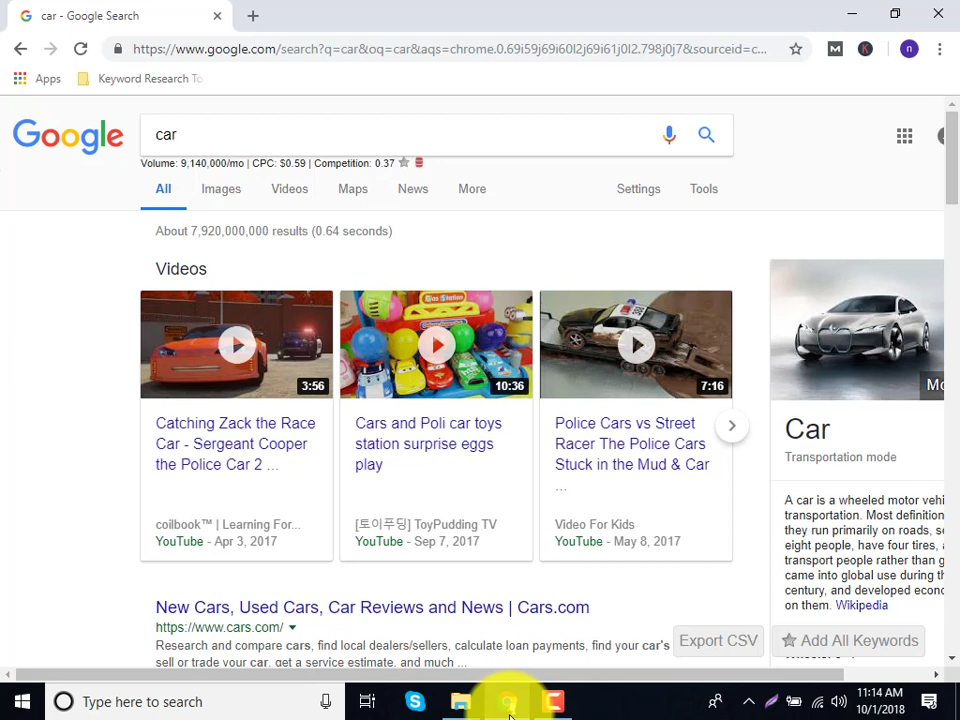 car - Google Search
https://www.google.com/search?q=car&oq=car&aqs=chrome.0.69i59j69i60l2j69i61j0l2.798j0j7&sourceid=c...
M
K
n
Apps
Keyword Research To
Google
car
Volume: 9,140,000/mo | CPC: $0.59 | Competition: 0.37
All
Images
Videos
Maps
News
More
Settings
Tools
About 7,920,000,000 results (0.64 seconds)
Videos
3:56
10:36
7:16
Catching Zack the Race
Car - Sergeant Cooper
the Police Car 2 ...
coilbook™ | Learning For...
YouTube - Apr 3, 2017
Cars and Poli car toys
station surprise eggs
play
[토이푸딩] ToyPudding TV
YouTube - Sep 7, 2017
Police Cars vs Street
Racer The Police Cars
Stuck in the Mud & Car
...
Video For Kids
YouTube - May 8, 2017
Mo
Car
Transportation mode
A car is a wheeled motor vehi
transportation. Most definition
they run primarily on roads, s
eight people, have four tires,
transport people rather than g
came into global use during th
century, and developed econo
on them. Wikipedia
New Cars, Used Cars, Car Reviews and News | Cars.com
https://www.cars.com/
Research and compare cars, find local dealers/sellers, calculate loan payments, find your car's
sell or trade your car, get a service estimate, and much ...
Export CSV
Add All Keywords
Type here to search
11:14 AM
10/1/2018